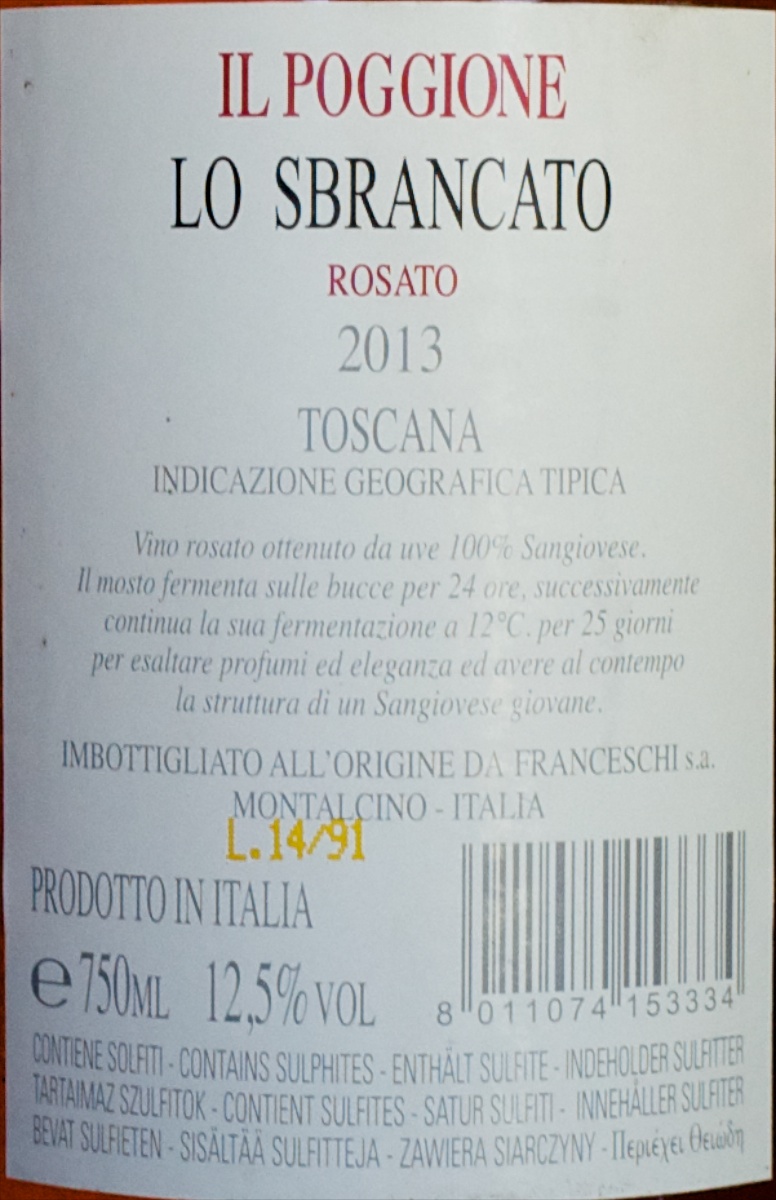 IL POGGIONE
LO SBRANCATO
ROSATO
2013
TOSCANA
INDICAZIONE GEOGRAFICA TIPICA
Vino rosato ottenuto da uve 100% Sangiovese.
Il mosto fermenta sulle bucce per 24 ore, successivamente
continua la sua fermentazione a 12°C. per 25 giorni
per esaltare profumi ed eleganza ed avere al contempo
la struttura di un Sangiovese giovane.
IMBOTTIGLIATO ALL'ORIGINE DA FRANCESCHI s.a.
MONTALCINO - ITALIA
L.14/91
PRODOTTO IN ITALIA
e 750ML 12,5% VOL
8 011074 153334
CONTIENE SOLFITI - CONTAINS SULPHITES - ENTHÄLT SULFITE - INDEHOLDER SULFITTER
TARTAIMAZ SZULFITOK - CONTIENT SULFITES - SATUR SULFITI - INNEHÅLLER SULFITER
BEVAT SULFIETEN - SISÄLTÄÄ SULFITTEJA - ZAWIERA SIARCZYNY - Περιέχει Θειώδη